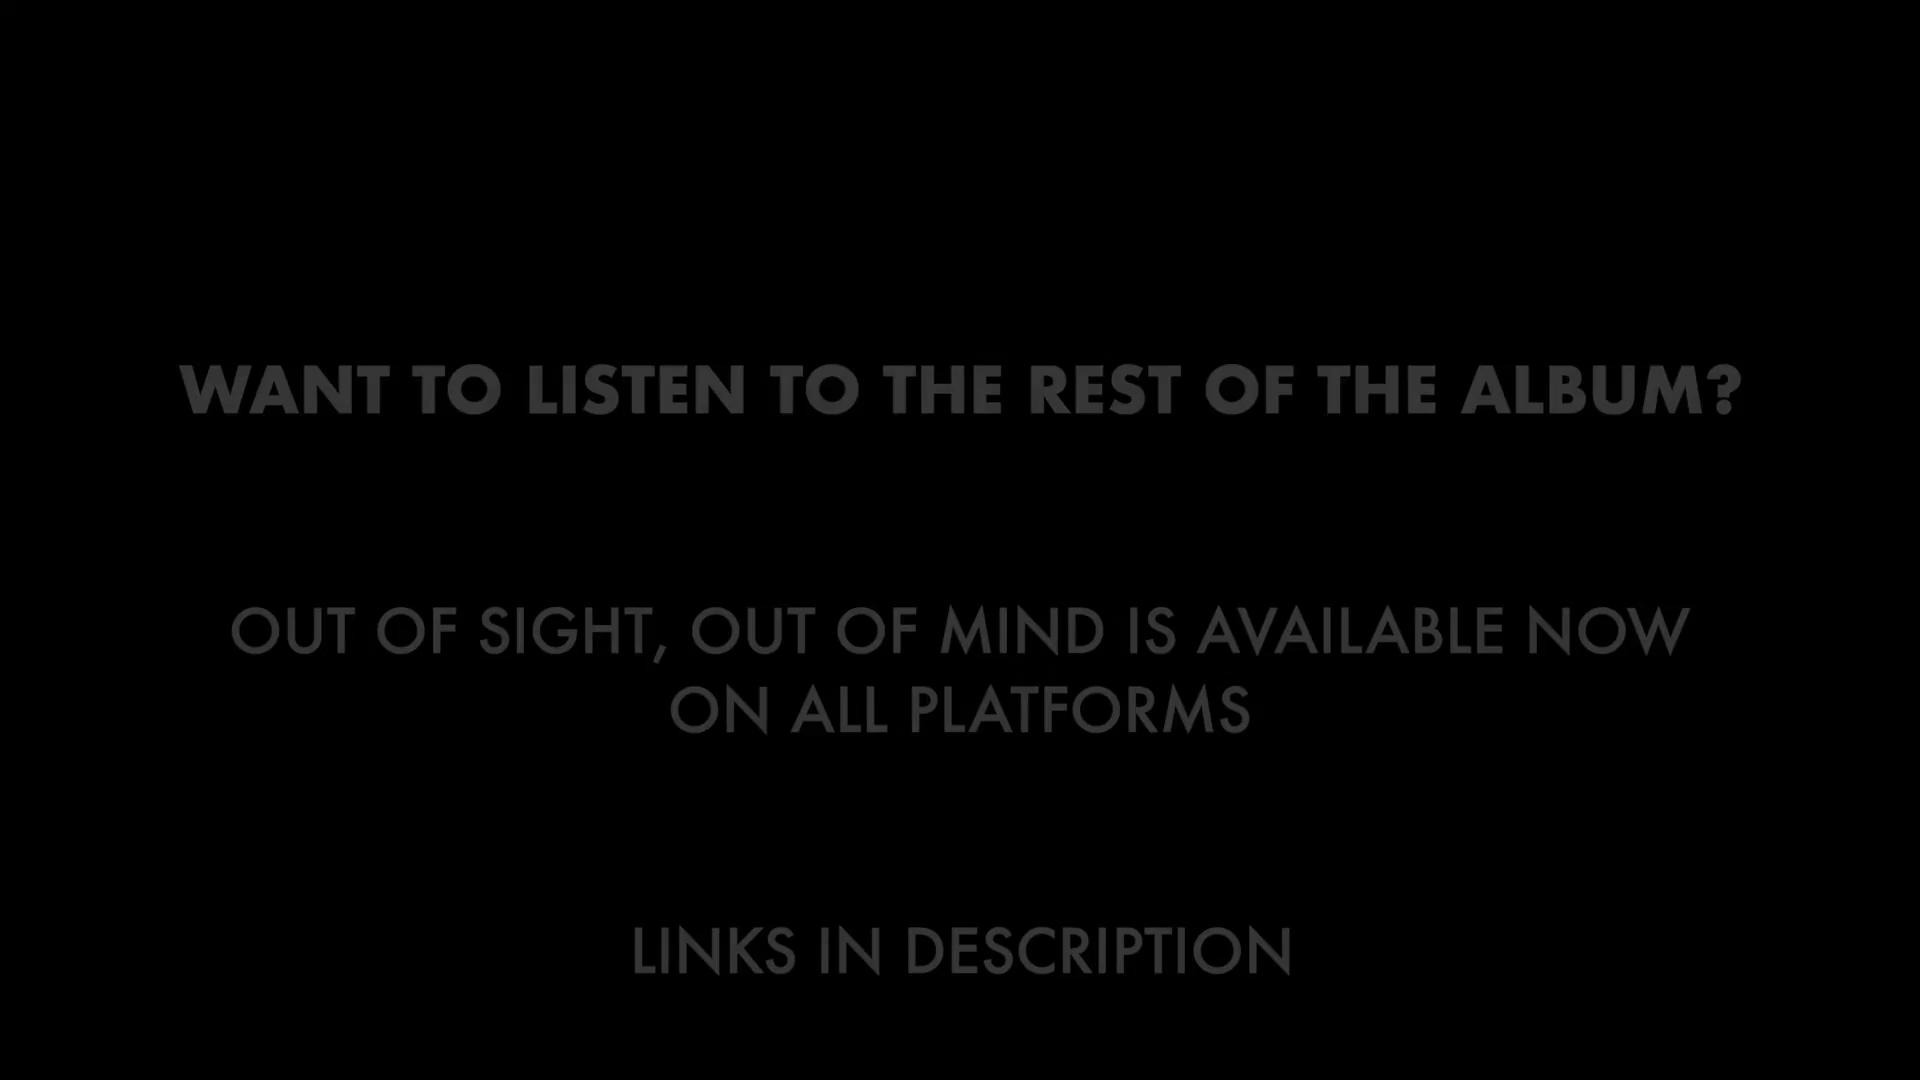 WANT TO LISTEN TO THE REST OF THE ALBUM?
OUT OF SIGHT, OUT OF MIND IS AVAILABLE NOW
ON ALL PLATFORMS
LINKS IN DESCRIPTION